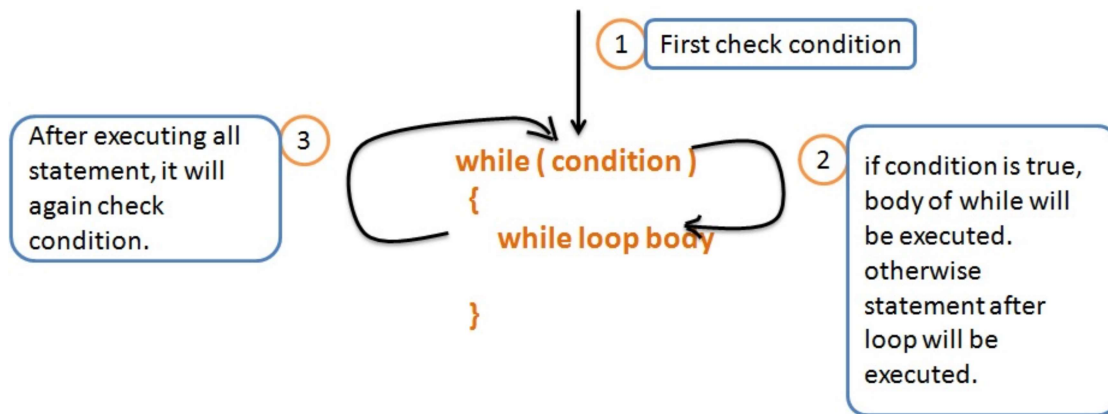 1
First check condition
After executing all
statement, it will
again check
condition.
3
while ( condition )
{
while loop body
}
2
if condition is true,
body of while will
be executed.
otherwise
statement after
loop will be
executed.